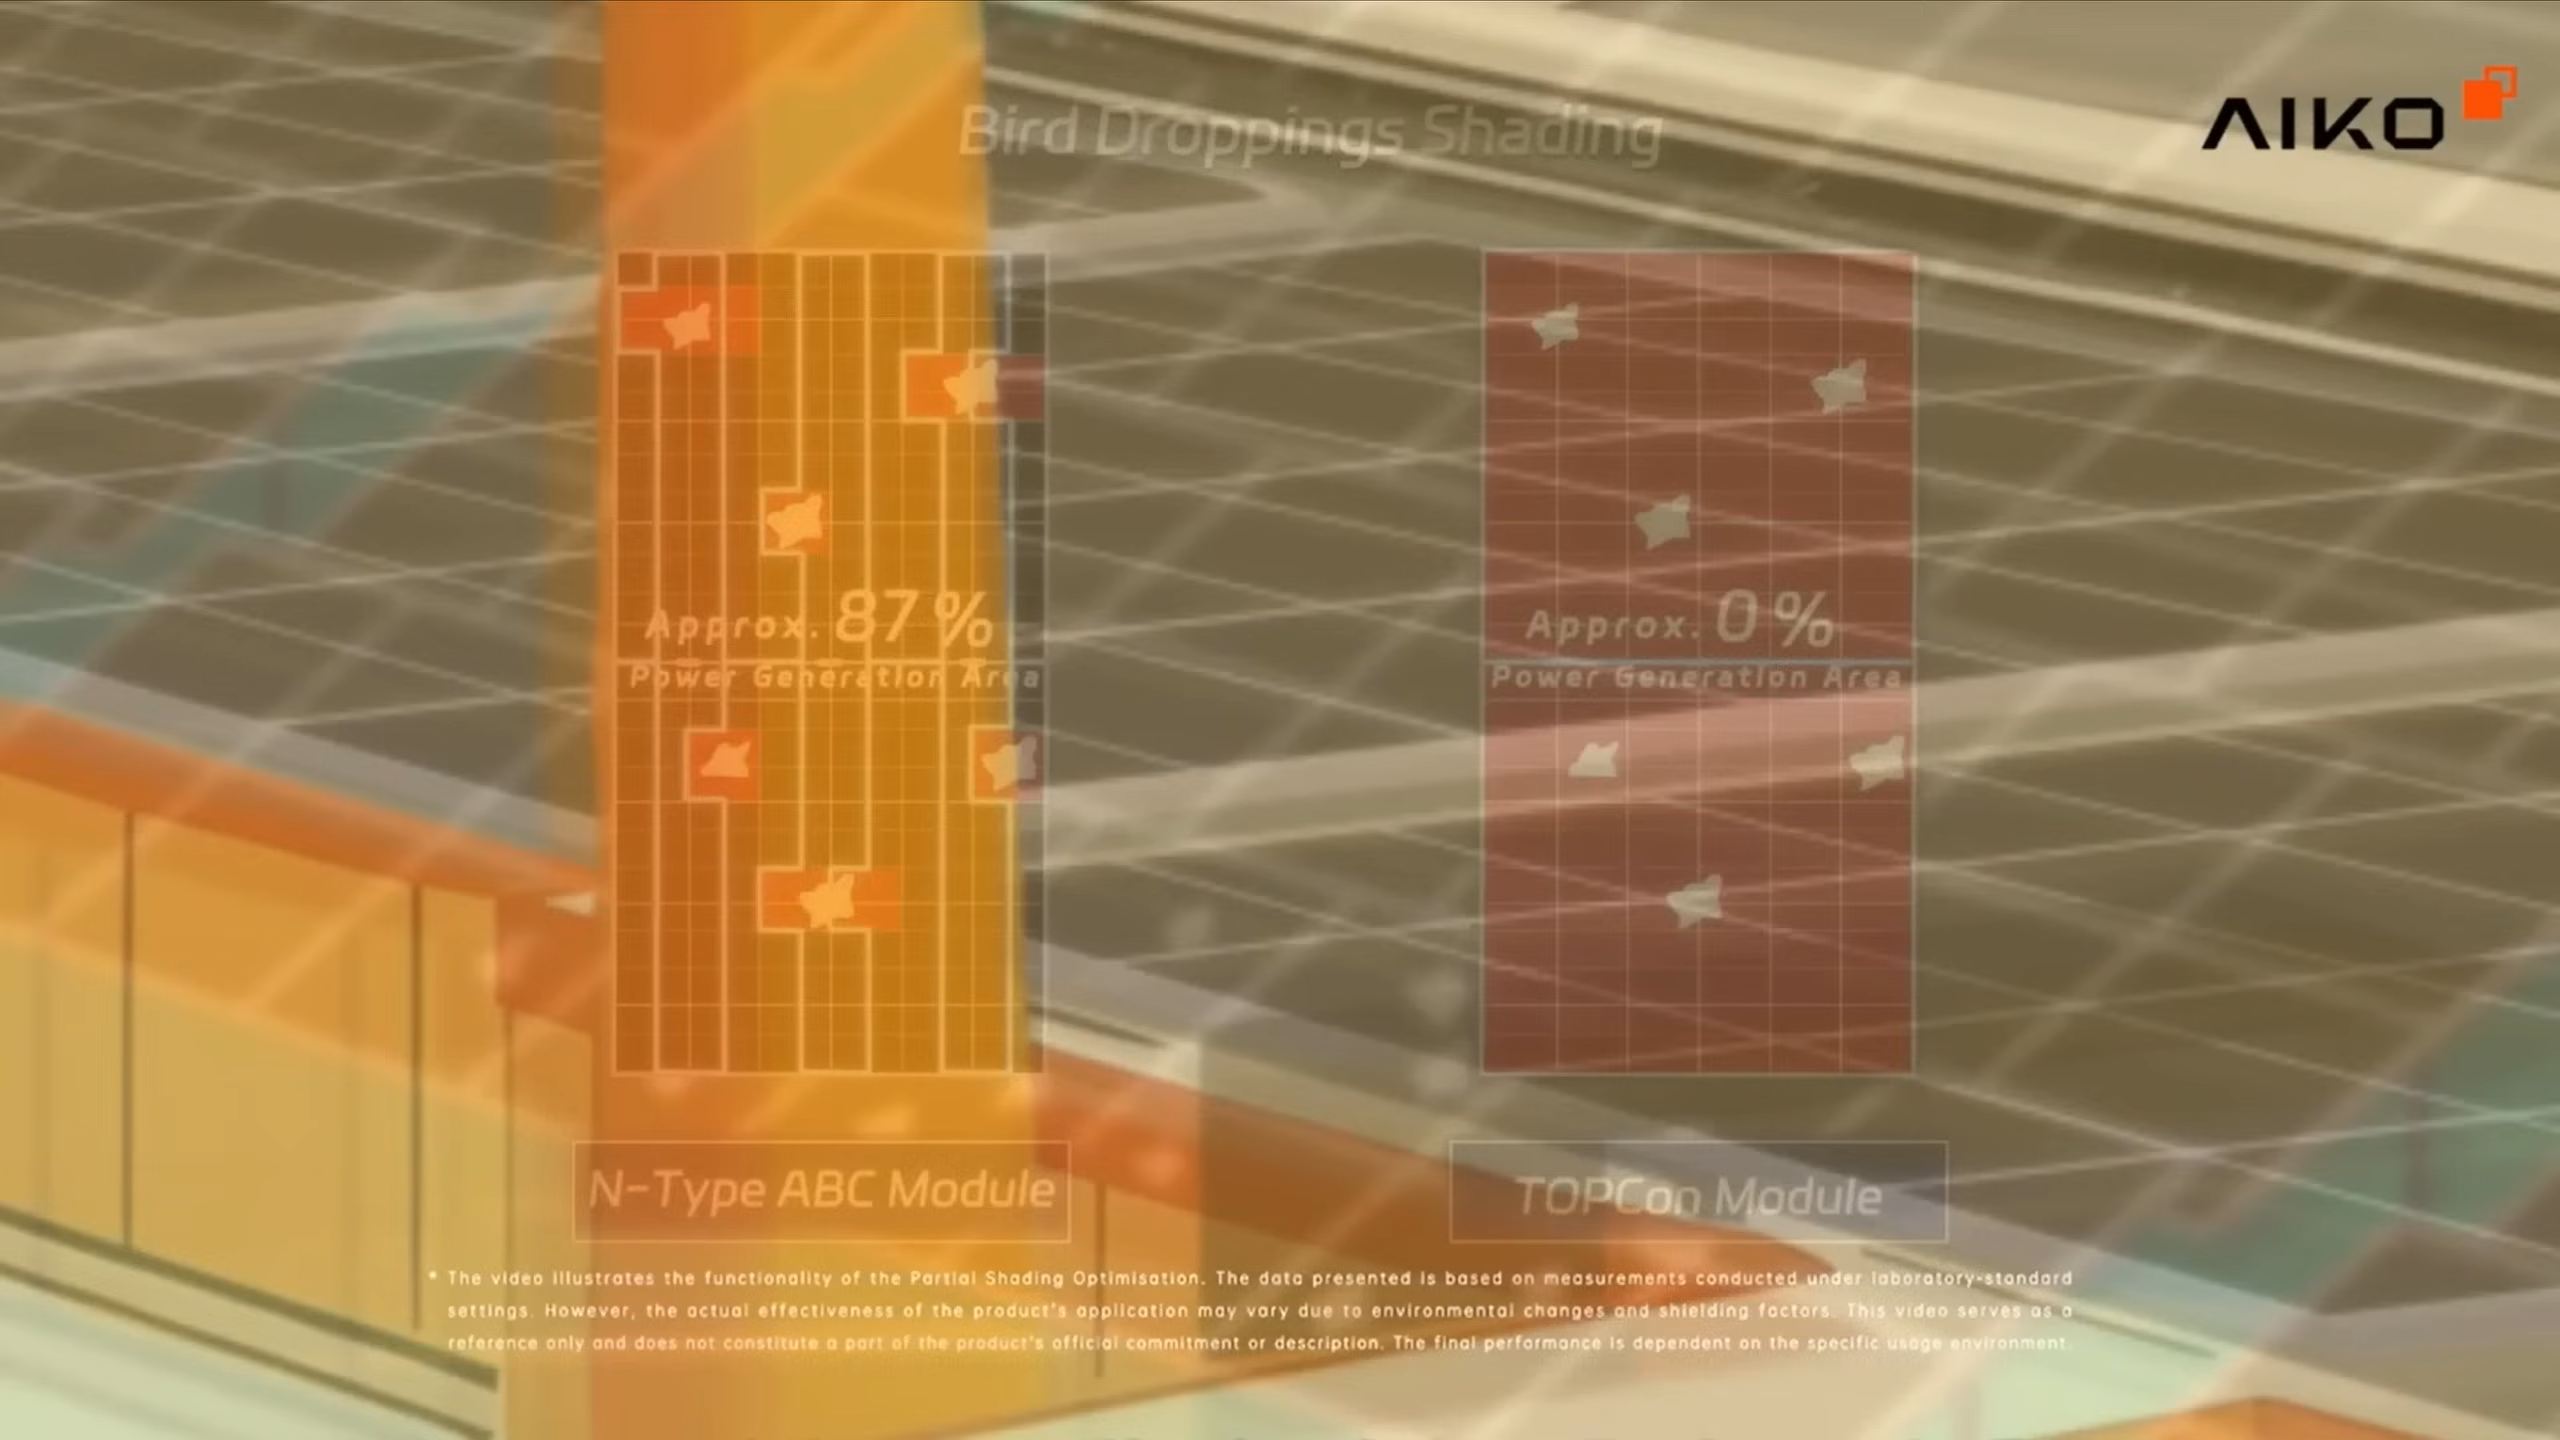 AIKO
Bird Droppings Shading
Approx. 87 %
Power Generation Area
Approx. 0 %
Power Generation Area
N-Type ABC Module
TOPCon Module
* The video illustrates the functionality of the Partial Shading Optimisation. The data presented is based on measurements conducted under laboratory-standard
settings. However, the actual effectiveness of the product's application may vary due to environmental changes and shielding factors. This video serves as a
reference only and does not constitute a part of the product's official commitment or description. The final performance is dependent on the specific usage environment.